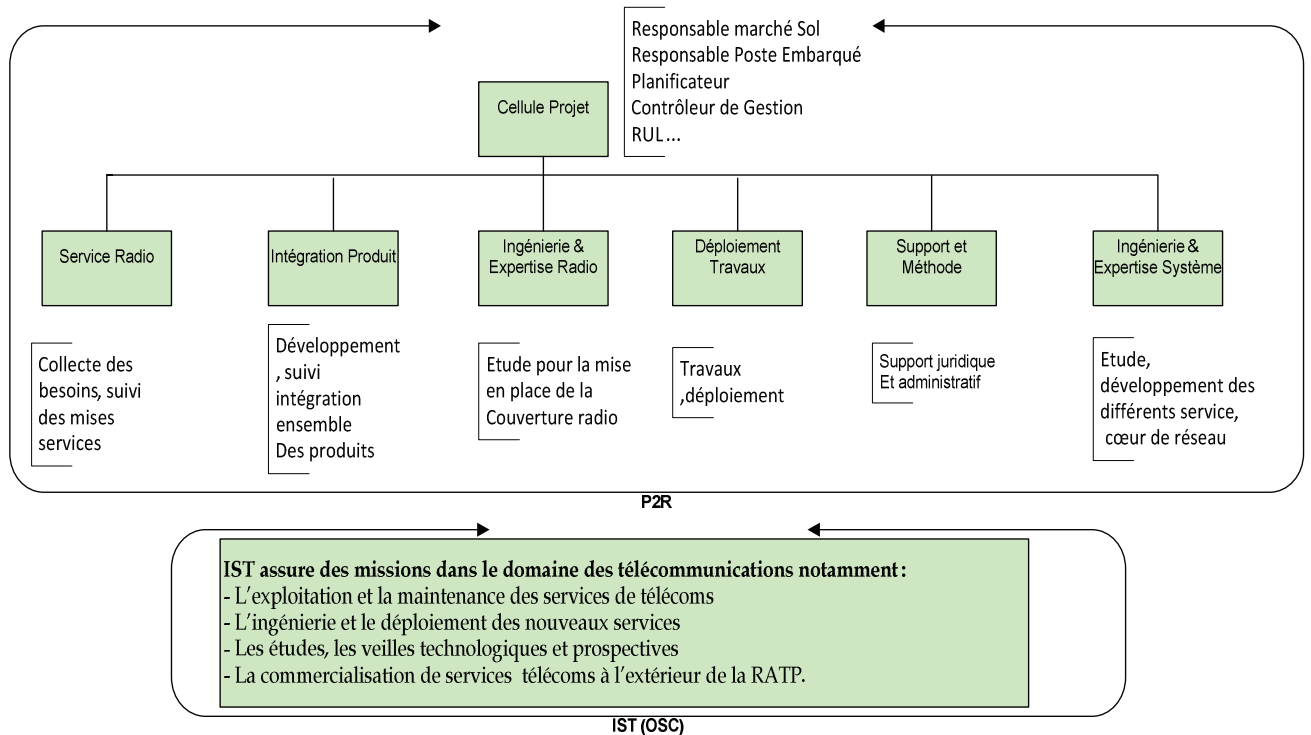 Responsable marché Sol
Responsable Poste Embarqué
Planificateur
Contrôleur de Gestion
RUL...
Cellule Projet
Service Radio
Intégration Produit
Ingénierie &
Expertise Radio
Déploiement
Travaux
Support et
Méthode
Ingénierie &
Expertise Système
Collecte des
besoins, suivi
des mises
services
Développement
, suivi
intégration
ensemble
Des produits
Etude pour la mise
en place de la
Couverture radio
Travaux
,déploiement
Support juridique
Et administratif
Etude,
développement des
différents service,
cœur de réseau
P2R
IST assure des missions dans le domaine des télécommunications notamment :
- L'exploitation et la maintenance des services de télécoms
- L'ingénierie et le déploiement des nouveaux services
- Les études, les veilles technologiques et prospectives
- La commercialisation de services télécoms à l'extérieur de la RATP.
IST (OSC)